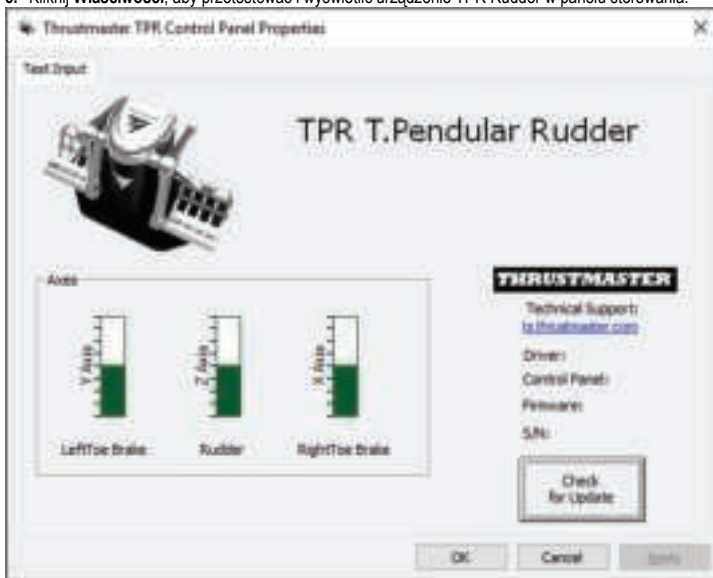 Kliknij Właściwości, aby przetestować i wyświetlić urządzenie TPR Rudder w panelu sterowania.
Thrustmaster TPR Control Panel Properties
Test Input
TPR T.Pendular Rudder
Axes
Y Axis
Z Axis
X Axis
LeftToe Brake
Rudder
RightToe Brake
THRUSTMASTER
Technical Support:
ts.thrustmaster.com
Driver:
Control Panel:
Firmware:
S/N:
Check
for Update
OK
Cancel
Apply